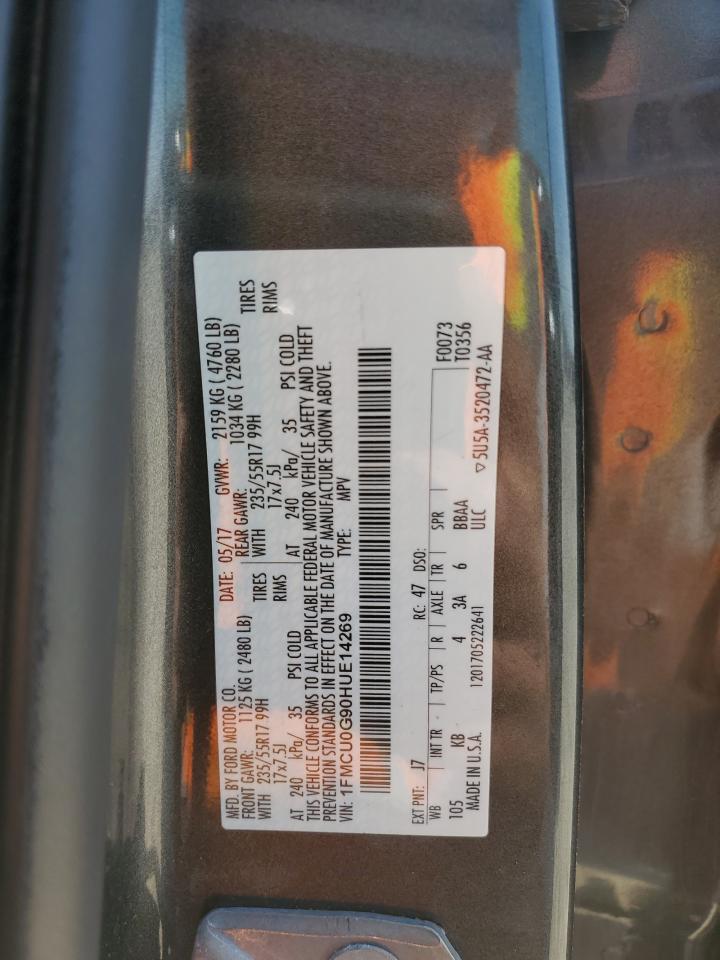 MFD. BY FORD MOTOR CO. DATE: 05/17 GVWR: 2159 KG ( 4760 LB)
FRONT GAWR: 1125 KG ( 2480 LB) REAR GAWR: 1034 KG ( 2280 LB)
WITH 235/55R17 99H TIRES WITH 235/55R17 99H TIRES
17x7.5J RIMS 17x7.5J RIMS
AT 240 kPa/ 35 PSI COLD AT 240 kPa/ 35 PSI COLD
THIS VEHICLE CONFORMS TO ALL APPLICABLE FEDERAL MOTOR VEHICLE SAFETY AND THEFT
PREVENTION STANDARDS IN EFFECT ON THE DATE OF MANUFACTURE SHOWN ABOVE.
VIN: 1FMCU0G90HUE14269 TYPE: MPV
EXT PNT: J7 RC: 47 DSO: F0073
WB INT TR TP/PS R AXLE TR SPR T0356
105 KB 4 3A 6 BBAA
MADE IN U.S.A. 1201705222641 ULC ▽5U5A-3520472-AA